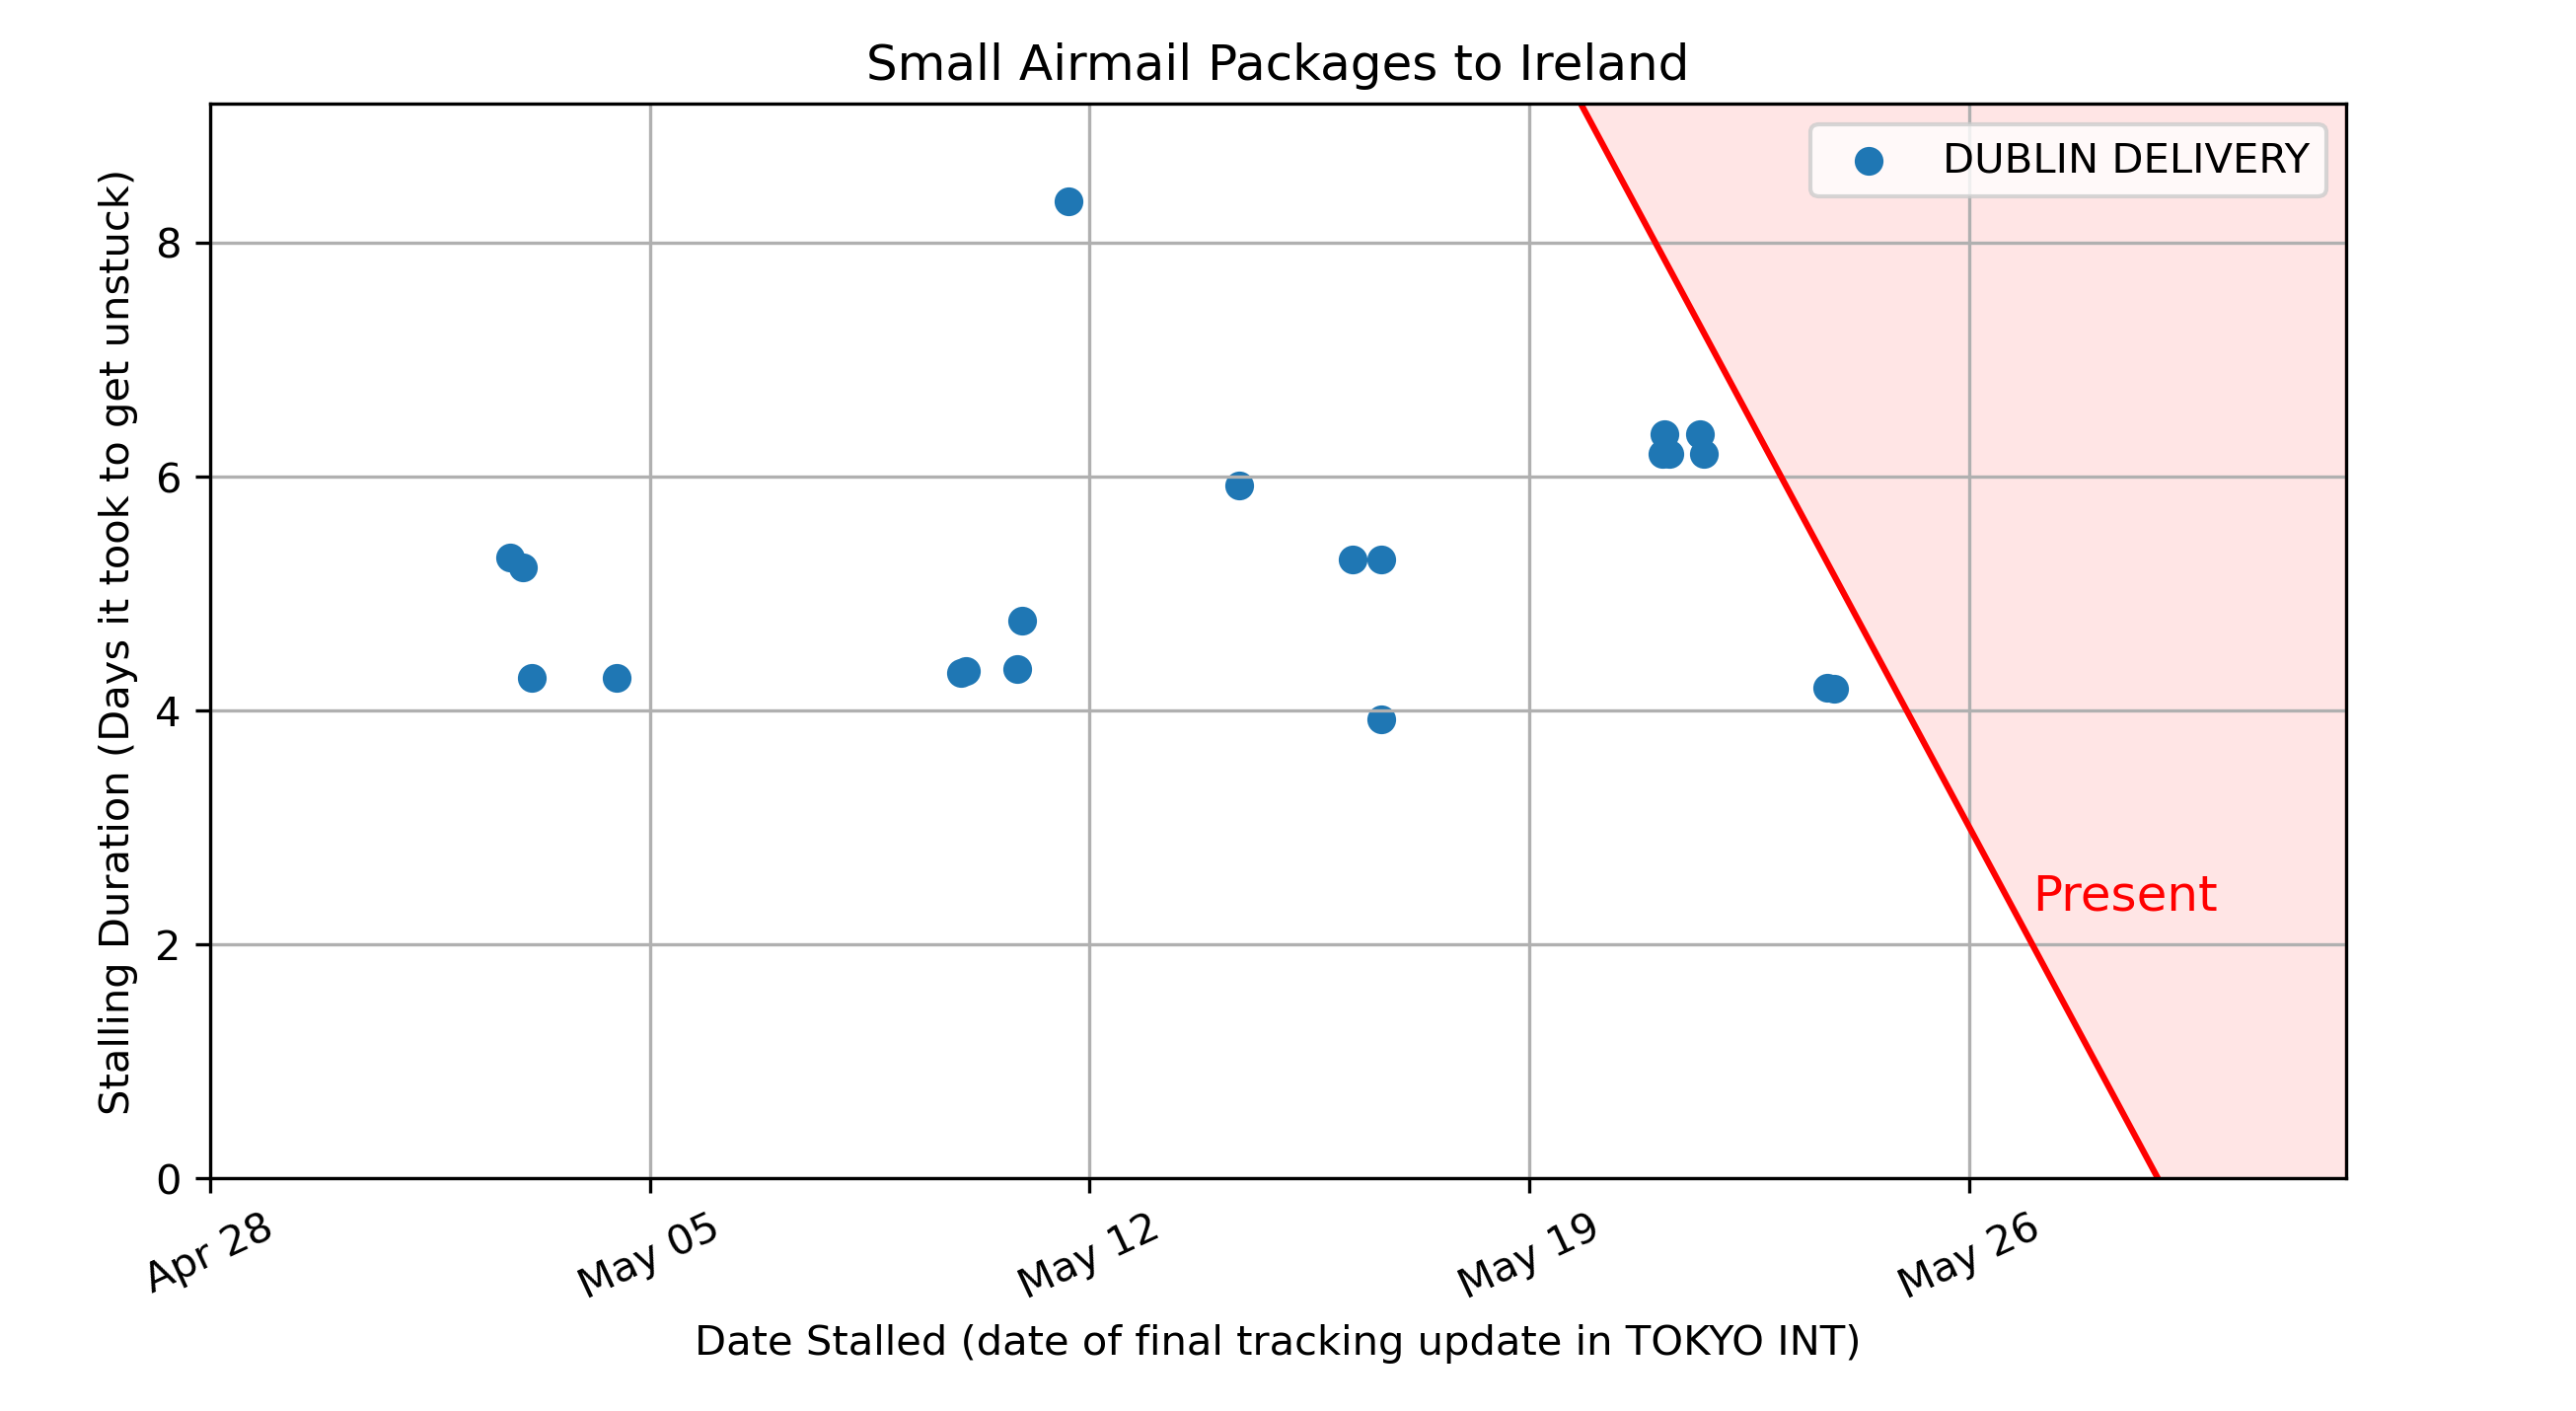 Small Airmail Packages to Ireland
DUBLIN DELIVERY
Stalling Duration (Days it took to get unstuck)
8
6
4
2
0
Present
Apr 28
May 05
May 12
May 19
May 26
Date Stalled (date of final tracking update in TOKYO INT)